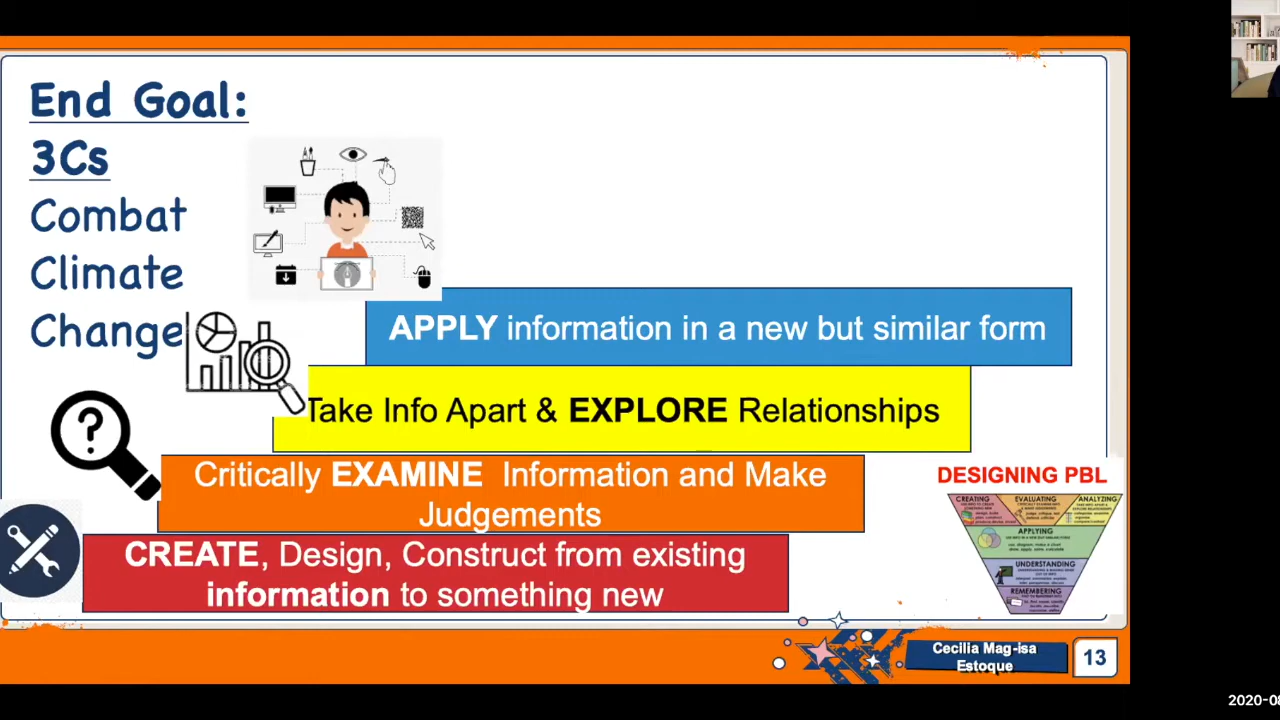 End Goal:
3Cs
Combat
Climate
Change
APPLY information in a new but similar form
Take Info Apart & EXPLORE Relationships
Critically EXAMINE Information and Make
Judgements
CREATE, Design, Construct from existing
information to something new
DESIGNING PBL
CREATING
EVALUATING
ANALYZING
APPLYING
UNDERSTANDING
REMEMBERING
Cecilia Mag-isa
Estoque
13
2020-08